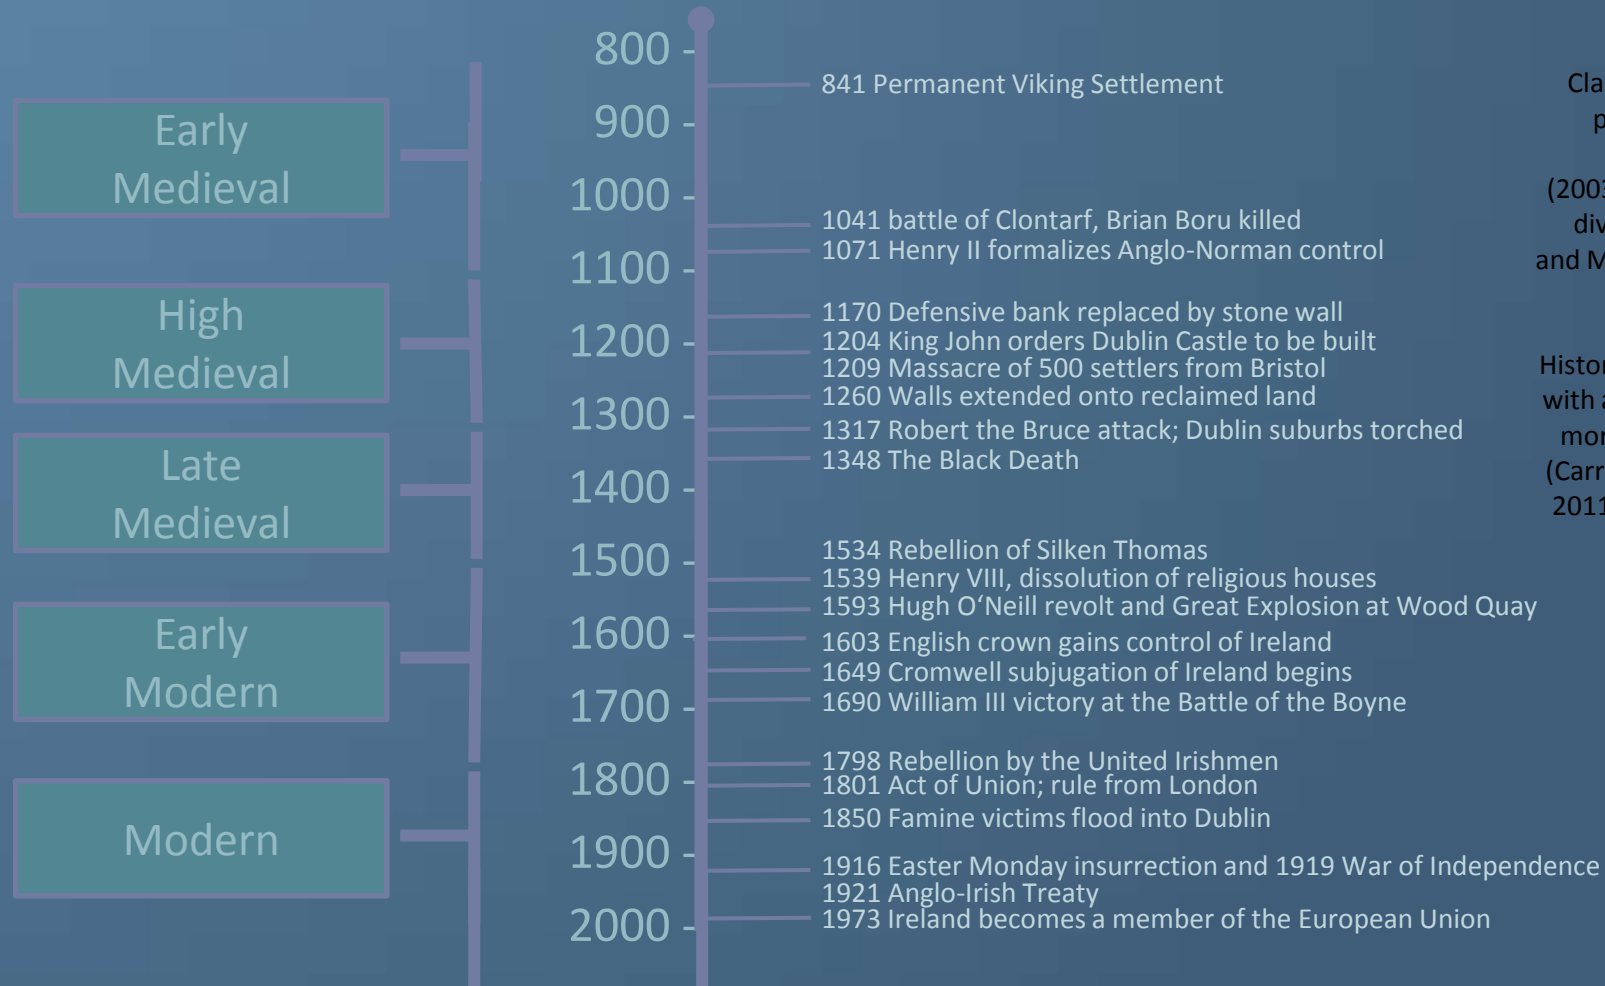 Early
Medieval
High
Medieval
Late
Medieval
Early
Modern
Modern
800
900
1000
1100
1200
1300
1400
1500
1600
1700
1800
1900
2000
841 Permanent Viking Settlement
1041 battle of Clontarf, Brian Boru killed
1071 Henry II formalizes Anglo-Norman control
1170 Defensive bank replaced by stone wall
1204 King John orders Dublin Castle to be built
1209 Massacre of 500 settlers from Bristol
1260 Walls extended onto reclaimed land
1317 Robert the Bruce attack; Dublin suburbs torched
1348 The Black Death
1534 Rebellion of Silken Thomas
1539 Henry VIII, dissolution of religious houses
1593 Hugh O‘Neill revolt and Great Explosion at Wood Quay
1603 English crown gains control of Ireland
1649 Cromwell subjugation of Ireland begins
1690 William III victory at the Battle of the Boyne
1798 Rebellion by the United Irishmen
1801 Act of Union; rule from London
1850 Famine victims flood into Dublin
1916 Easter Monday insurrection and 1919 War of Independence
1921 Anglo-Irish Treaty
1973 Ireland becomes a member of the European Union
(2003
and M
with a
2011